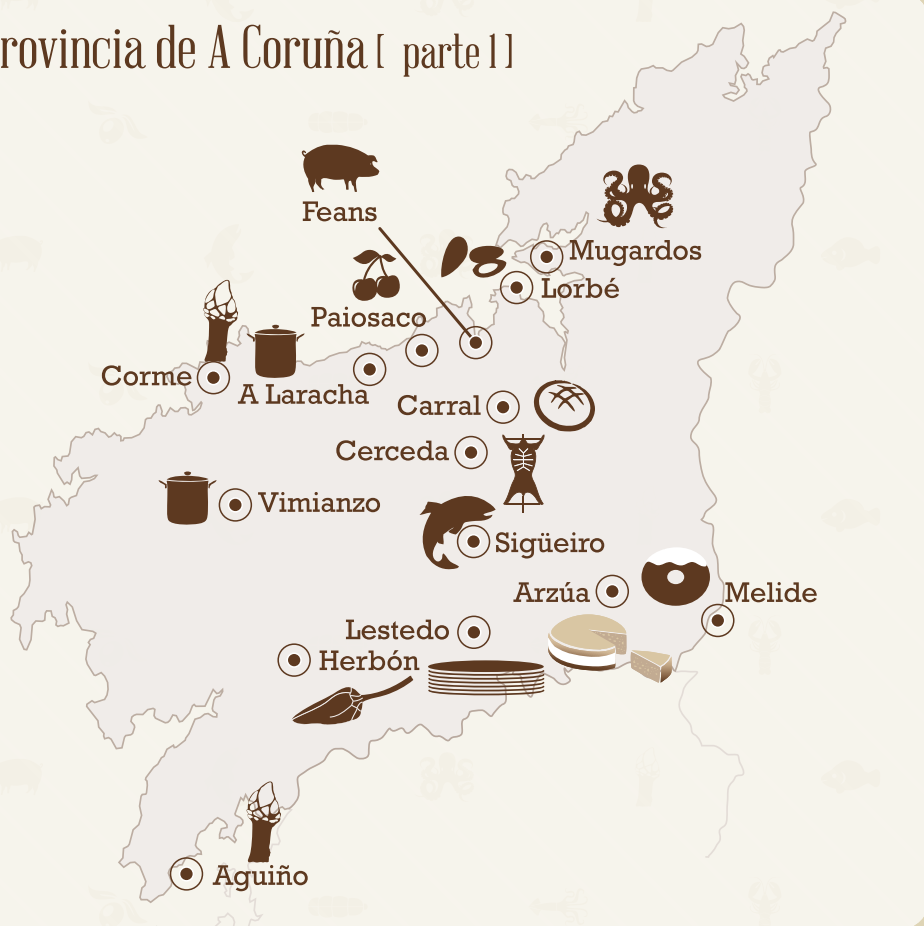 rovincia de A Coruña [ parte 1 ]
Feans
Mugardos
Lorbé
Paiosaco
Corme
A Laracha
Carral
Cerceda
Vimianzo
Sigüeiro
Arzúa
Melide
Lestedo
Herbón
Aguiño